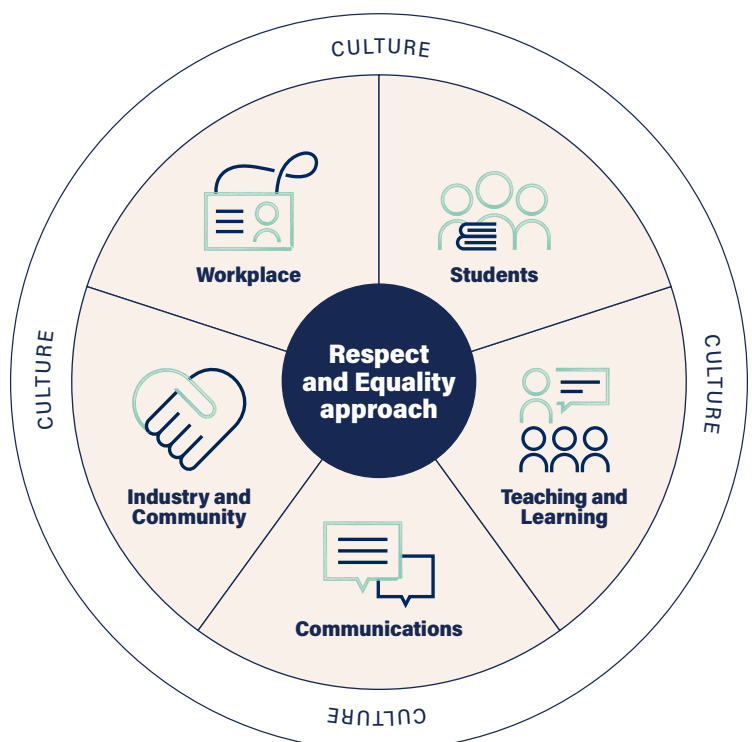 CULTURE
Workplace
Students
CULTURE
Respect
and Equality
approach
CULTURE
Industry and
Community
Teaching and
Learning
Communications
CULTURE